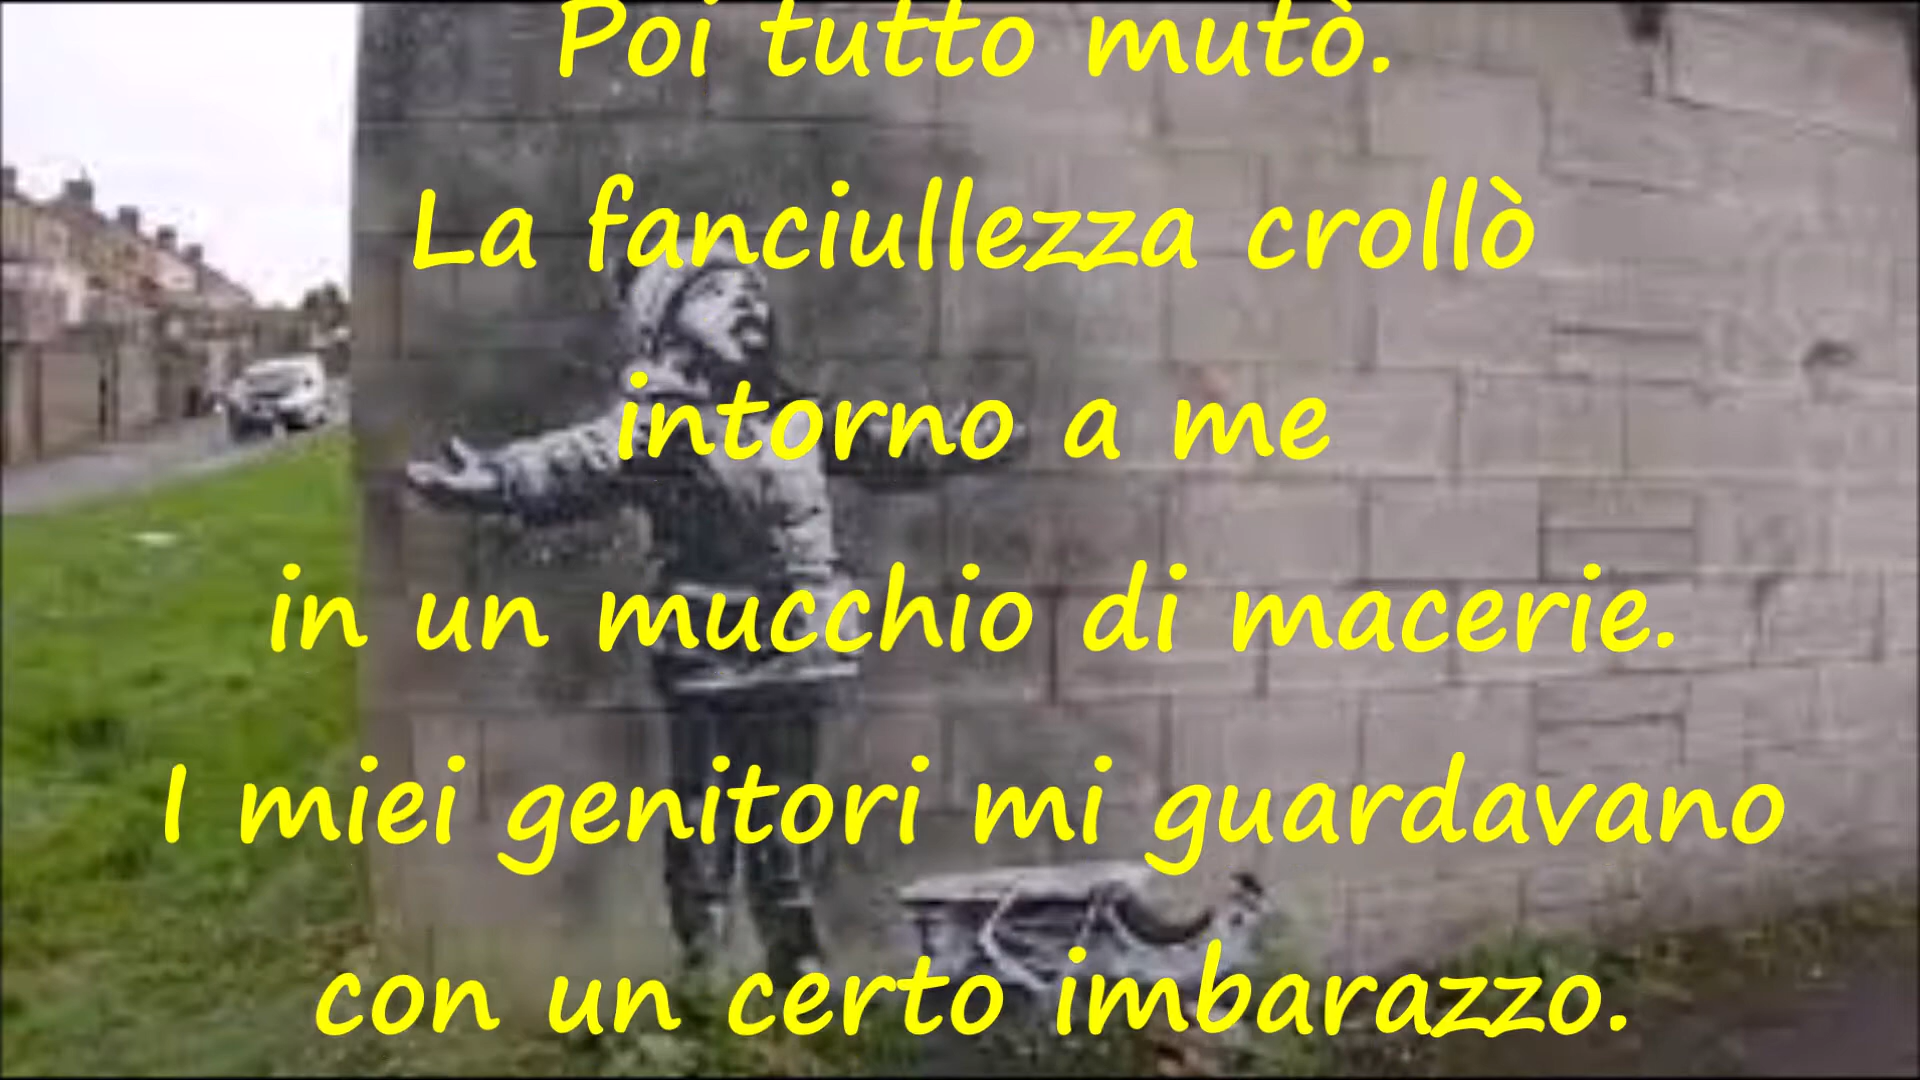 Poi tutto mutò.
La fanciullezza crollò
intorno a me
in un mucchio di macerie.
I miei genitori mi guardavano
con un certo imbarazzo.